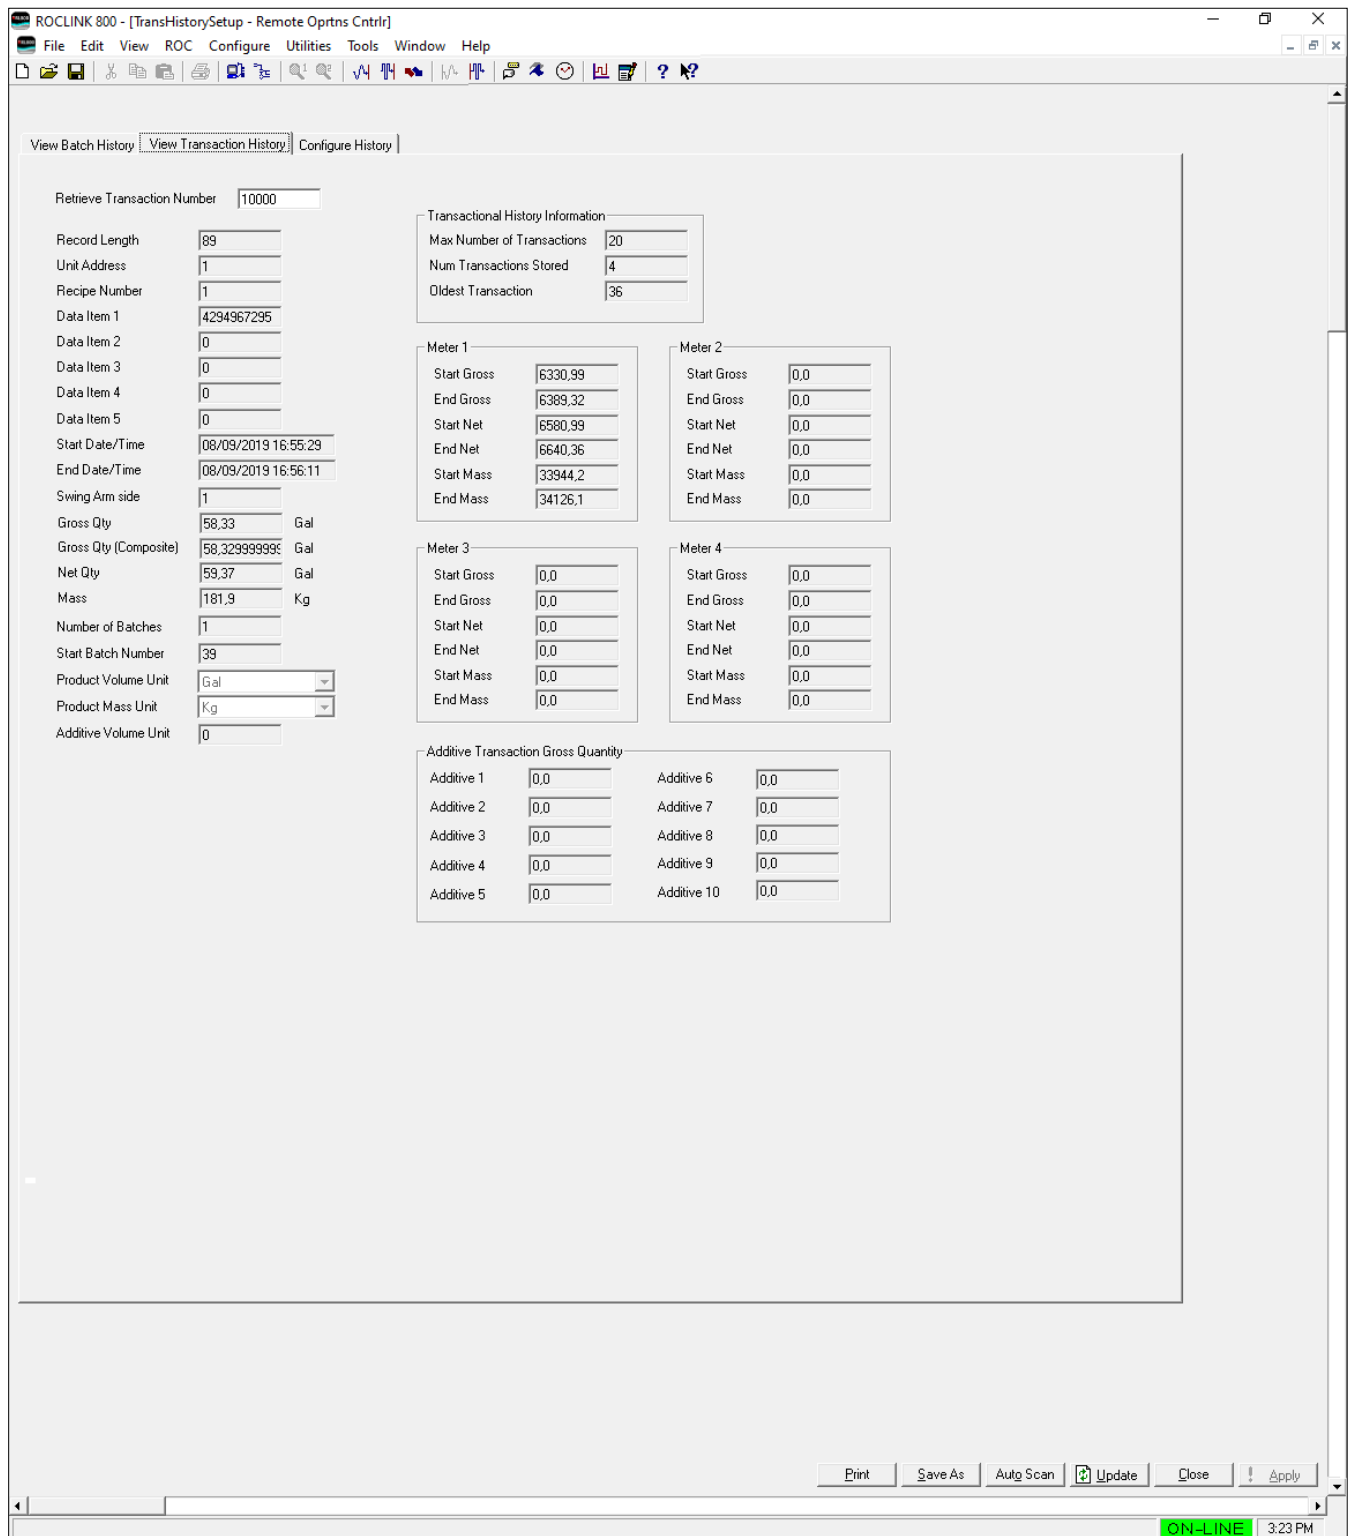 ROCLINK 800 - [TransHistorySetup - Remote Oprtns Cntrlr]
File Edit View ROC Configure Utilities Tools Window Help
View Batch History View Transaction History Configure History
Retrieve Transaction Number 10000
Record Length 89
Unit Address 1
Recipe Number 1
Data Item 1 4294967295
Data Item 2 0
Data Item 3 0
Data Item 4 0
Data Item 5 0
Start Date/Time 08/09/2019 16:55:29
End Date/Time 08/09/2019 16:56:11
Swing Arm side 1
Gross Qty 58,33 Gal
Gross Qty (Composite) 58,329999999 Gal
Net Qty 59,37 Gal
Mass 181,9 Kg
Number of Batches 1
Start Batch Number 39
Product Volume Unit Gal
Product Mass Unit Kg
Additive Volume Unit 0
Transactional History Information
Max Number of Transactions 20
Num Transactions Stored 4
Oldest Transaction 36
Meter 1
Start Gross 6330,99
End Gross 6389,32
Start Net 6580,99
End Net 6640,36
Start Mass 33944,2
End Mass 34126,1
Meter 2
Start Gross 0,0
End Gross 0,0
Start Net 0,0
End Net 0,0
Start Mass 0,0
End Mass 0,0
Meter 3
Start Gross 0,0
End Gross 0,0
Start Net 0,0
End Net 0,0
Start Mass 0,0
End Mass 0,0
Meter 4
Start Gross 0,0
End Gross 0,0
Start Net 0,0
End Net 0,0
Start Mass 0,0
End Mass 0,0
Additive Transaction Gross Quantity
Additive 1 0,0 Additive 6 0,0
Additive 2 0,0 Additive 7 0,0
Additive 3 0,0 Additive 8 0,0
Additive 4 0,0 Additive 9 0,0
Additive 5 0,0 Additive 10 0,0
Print Save As Auto Scan Update Close ! Apply
ON-LINE 3:23 PM